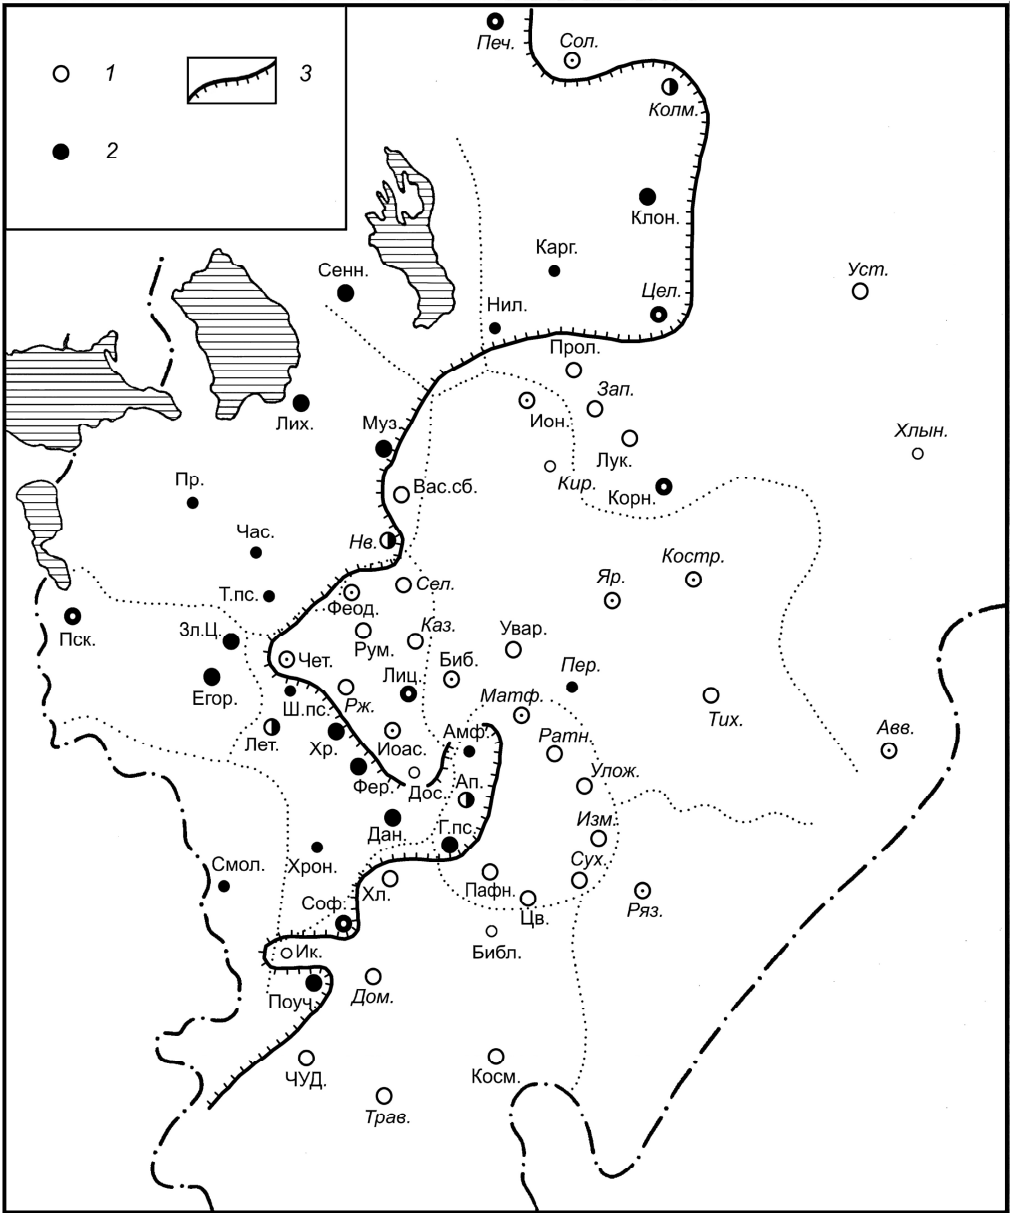 Печ.
Сол.
1
3
Колм.
2
Клон.
Карг.
Сенн.
Уст.
Цел.
Нил.
Прол.
Зап.
Лих.
Муз.
Ион.
Хлын.
Лук.
Пр.
Вас.сб.
Кир.
Корн.
Час.
Нв.
Костр.
Яр.
Сел.
Т.пс.
Феод.
Пск.
Зл.Ц.
Каз.
Увар.
Рум.
Чет.
Биб.
Пер.
Лиц.
Егор.
Ш.пс.
Рж.
Матф.
Тих.
Авв.
Лет.
Хр.
Иоас.
Амф.
Ратн.
Улож.
Фер.
Дос.
Ап.
Изм.
Дан.
Г.пс.
Смол.
Хрон.
Сух.
Хл.
Пафн.
Соф.
Цв.
Ряз.
Ик.
Библ.
Поуч.
Дом.
ЧУД.
Косм.
Трав.